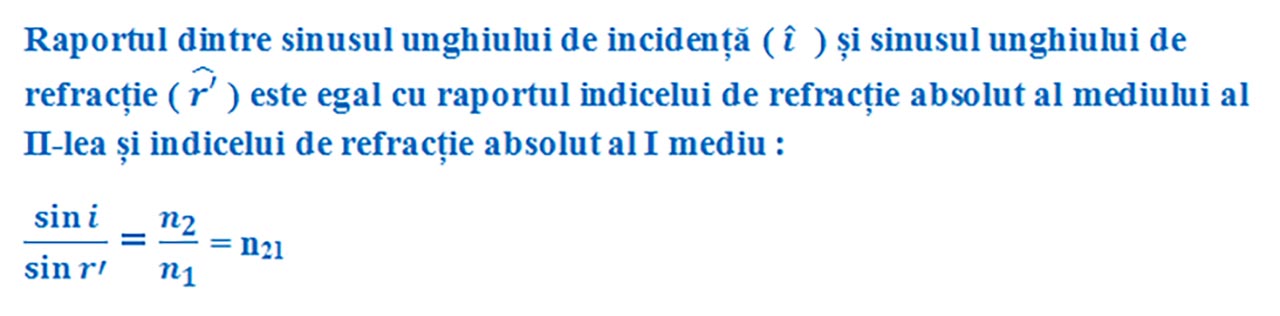 Raportul dintre sinusul unghiului de incidență ( î ) și sinusul unghiului de
refracție ( r̂' ) este egal cu raportul indicelui de refracție absolut al mediului al
II-lea și indicelui de refracție absolut al I mediu :
sin i / sin r′ = n₂ / n₁ = n₂₁